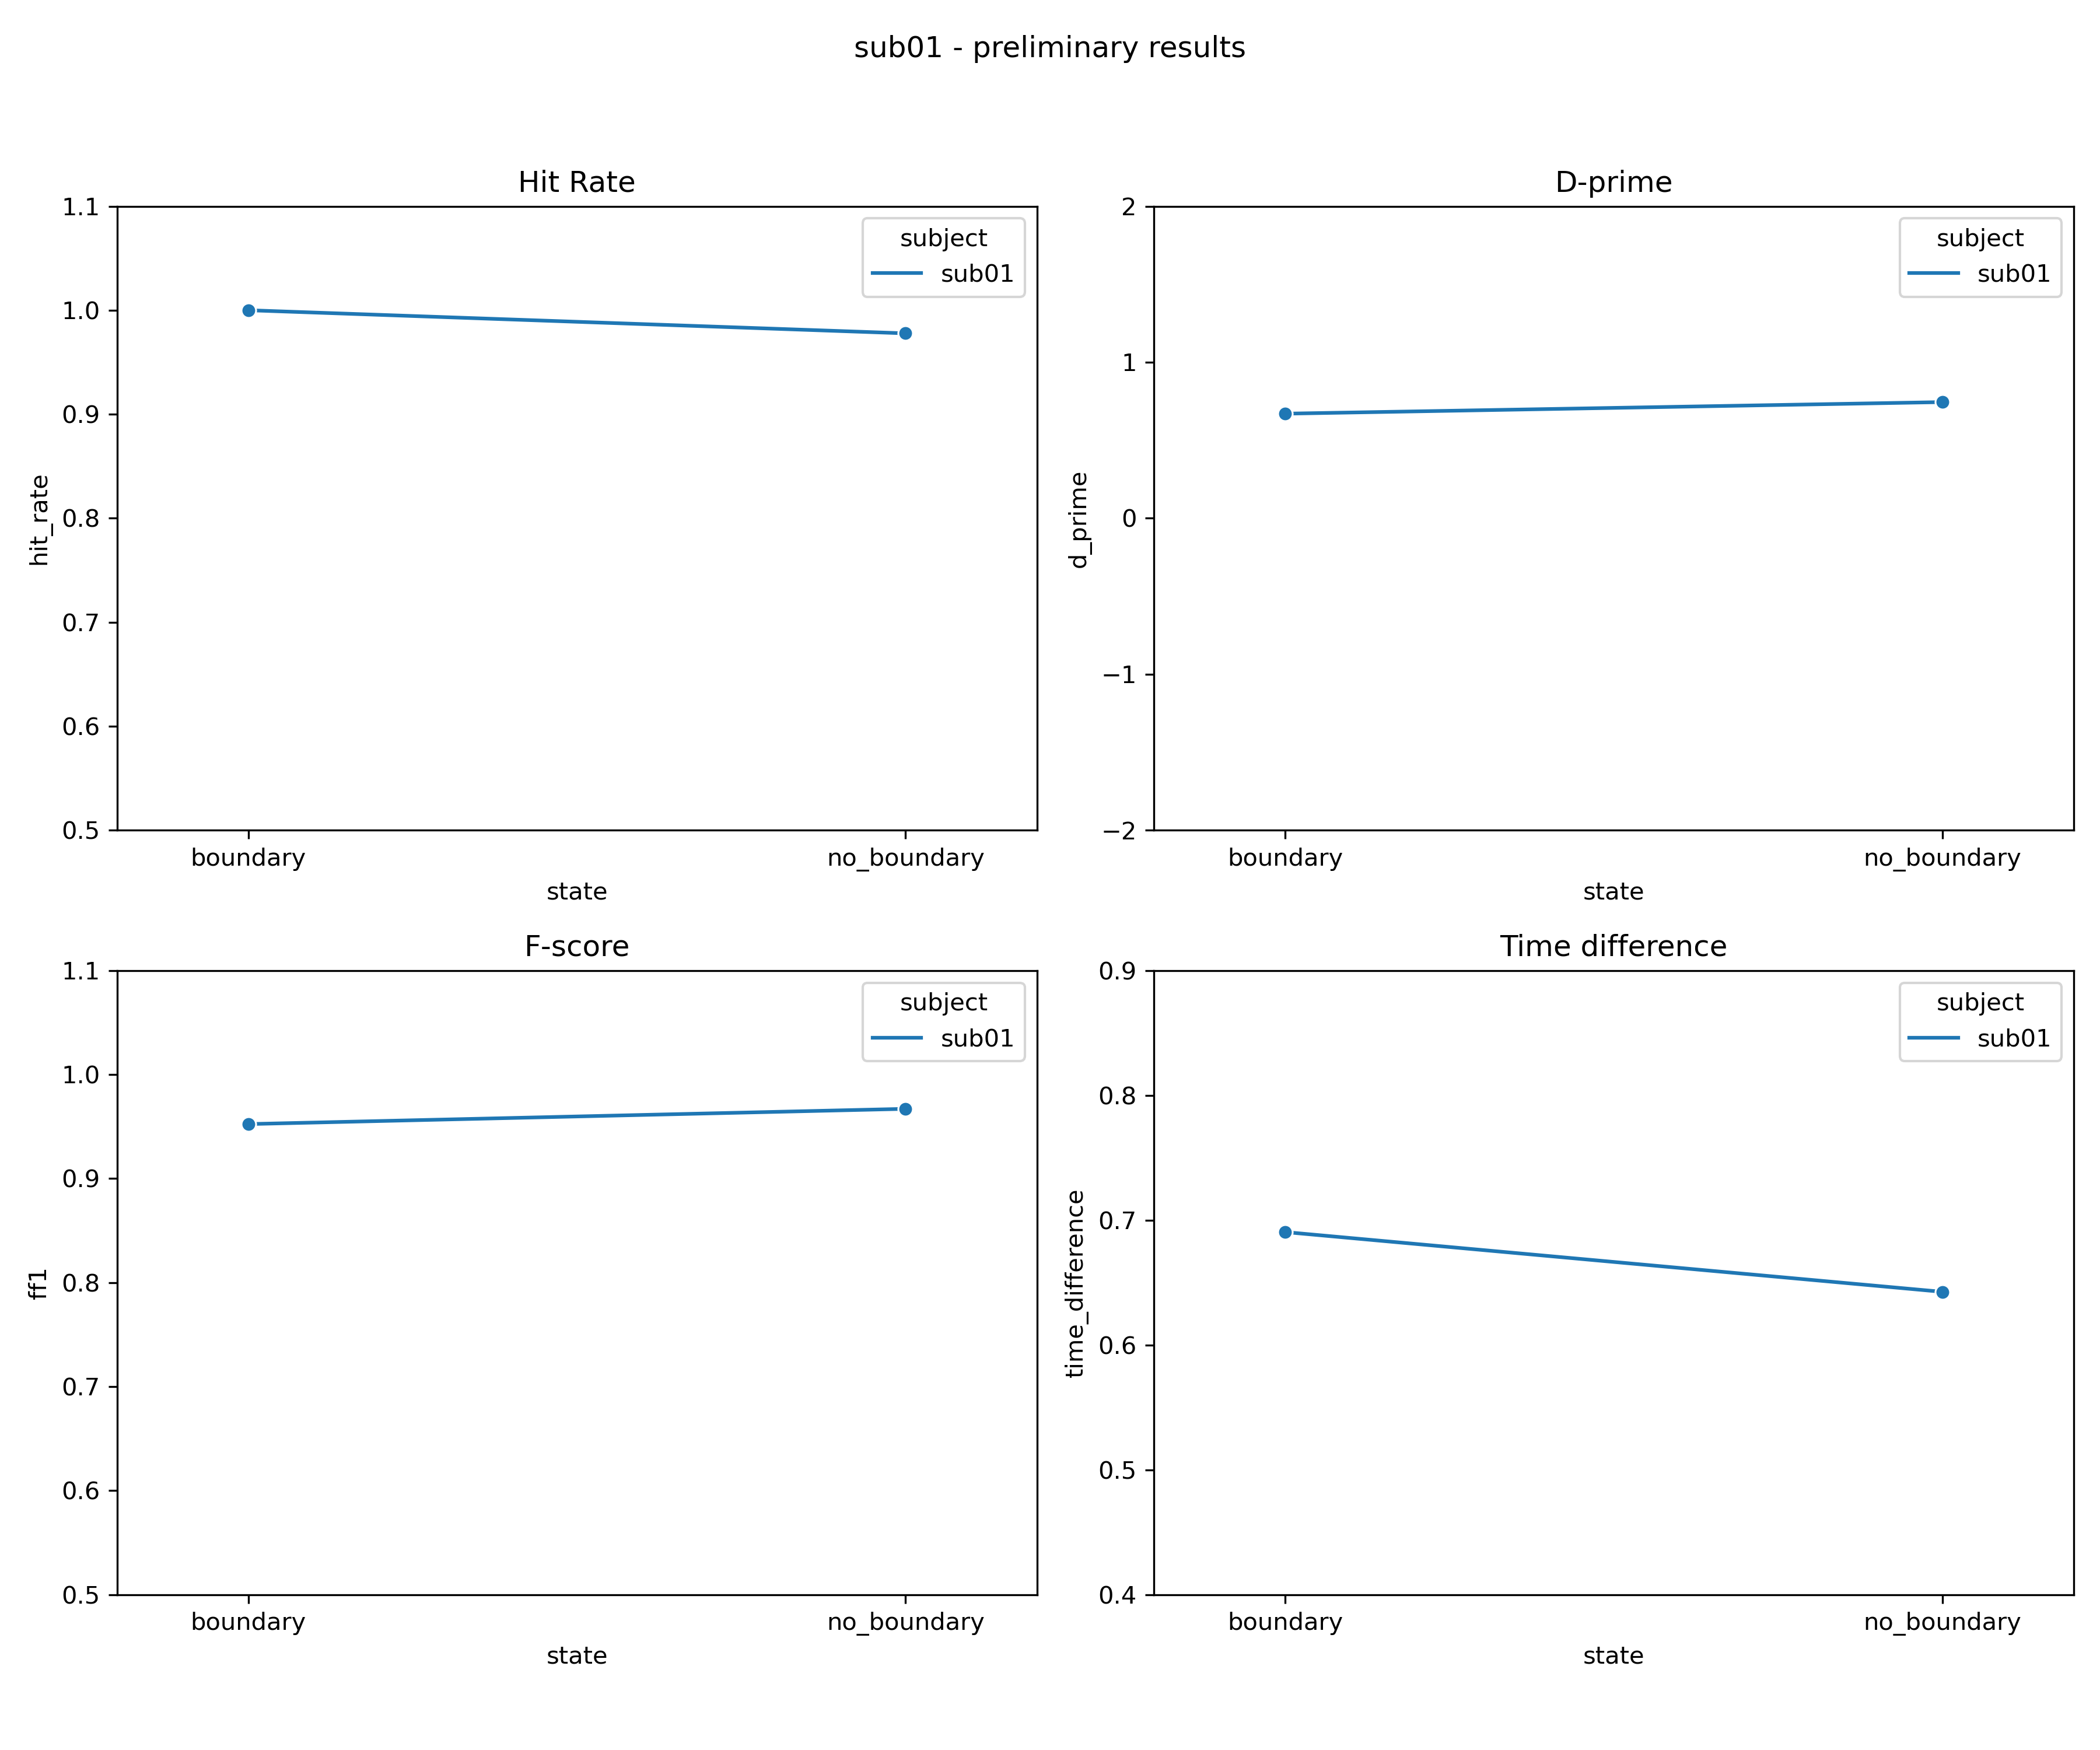 sub01 - preliminary results
Hit Rate
1.1
1.0
0.9
0.8
0.7
0.6
0.5
hit_rate
subject
sub01
boundary
no_boundary
state
D-prime
2
1
0
−1
−2
d_prime
subject
sub01
boundary
no_boundary
state
F-score
1.1
1.0
0.9
0.8
0.7
0.6
0.5
ff1
subject
sub01
boundary
no_boundary
state
Time difference
0.9
0.8
0.7
0.6
0.5
0.4
time_difference
subject
sub01
boundary
no_boundary
state